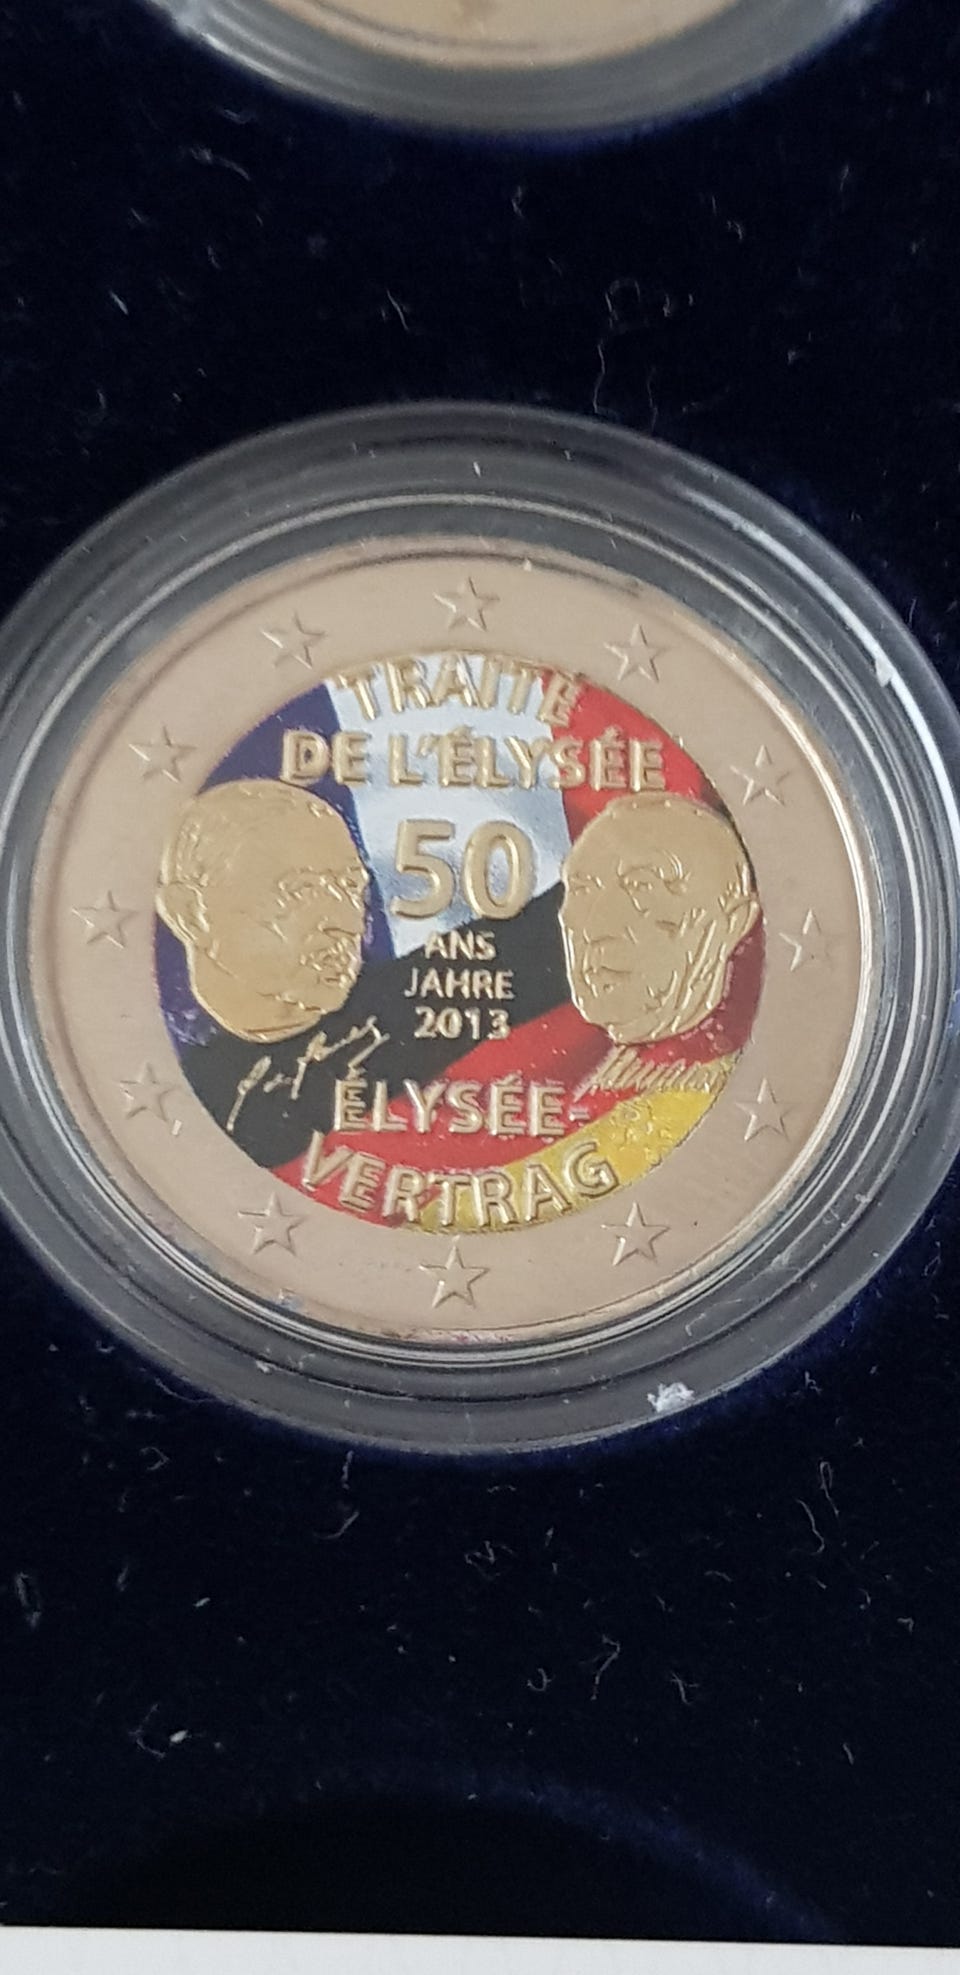 TRAITÉ
DE L'ÉLYSÉE
50
ANS
JAHRE
2013
ÉLYSÉE-
VERTRAG